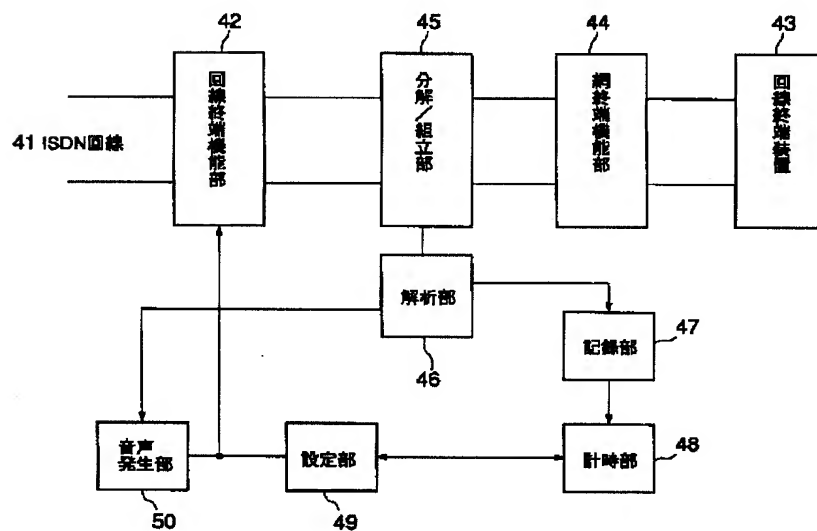 42
45
44
43
回線終端機能部
分解／組立部
網終端機能部
回線終端装置
41 ISDN回線
解析部
46
記録部
47
音声
発生部
50
設定部
49
計時部
48